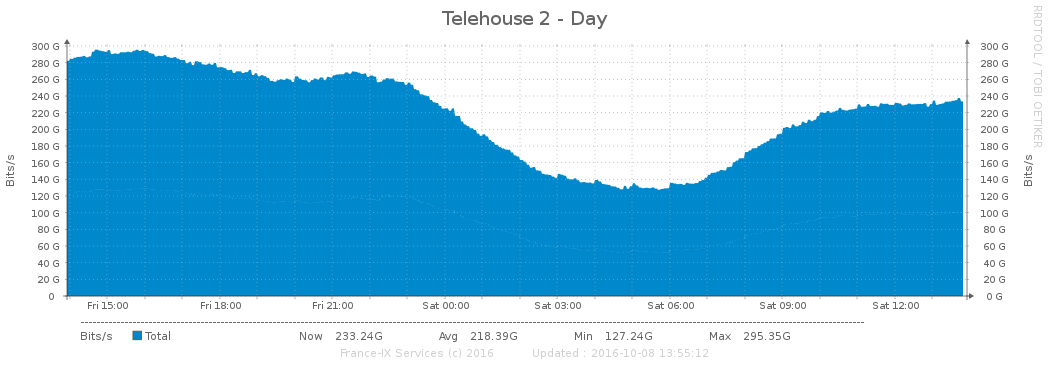 Telehouse 2 - Day
RRDTOOL / TOBI OETIKER
Bits/s
Bits/s
300 G 300 G
280 G 280 G
260 G 260 G
240 G 240 G
220 G 220 G
200 G 200 G
180 G 180 G
160 G 160 G
140 G 140 G
120 G 120 G
100 G 100 G
80 G 80 G
60 G 60 G
40 G 40 G
20 G 20 G
0 0 G
Fri 15:00 Fri 18:00 Fri 21:00 Sat 00:00 Sat 03:00 Sat 06:00 Sat 09:00 Sat 12:00
Bits/s Total Now 233.24G Avg 218.39G Min 127.24G Max 295.35G
France-IX Services (c) 2016 Updated : 2016-10-08 13:55:12